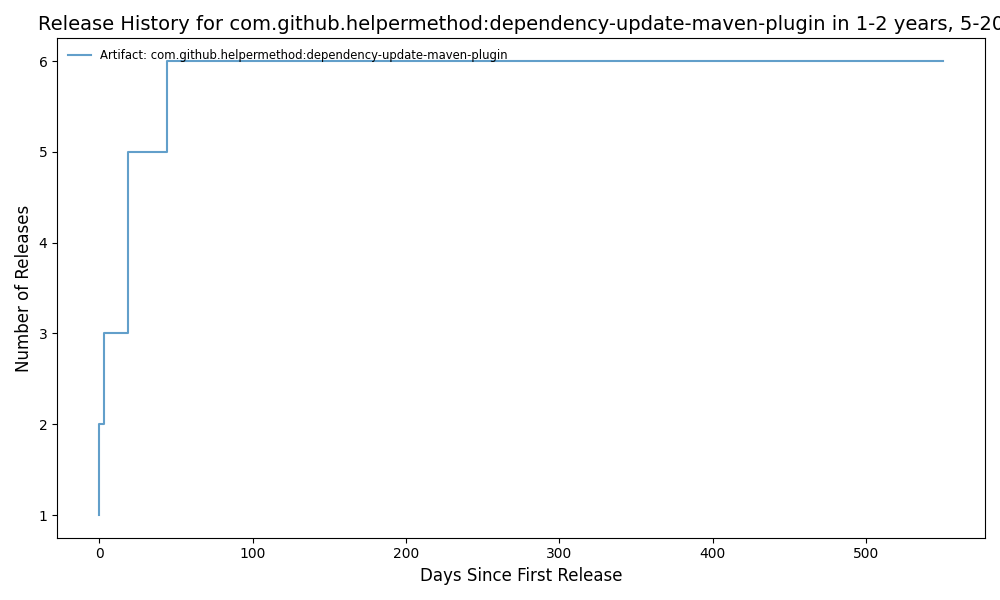 Release History for com.github.helpermethod:dependency-update-maven-plugin in 1-2 years, 5-20
Artifact: com.github.helpermethod:dependency-update-maven-plugin
6
5
4
3
2
1
Number of Releases
0 100 200 300 400 500
Days Since First Release